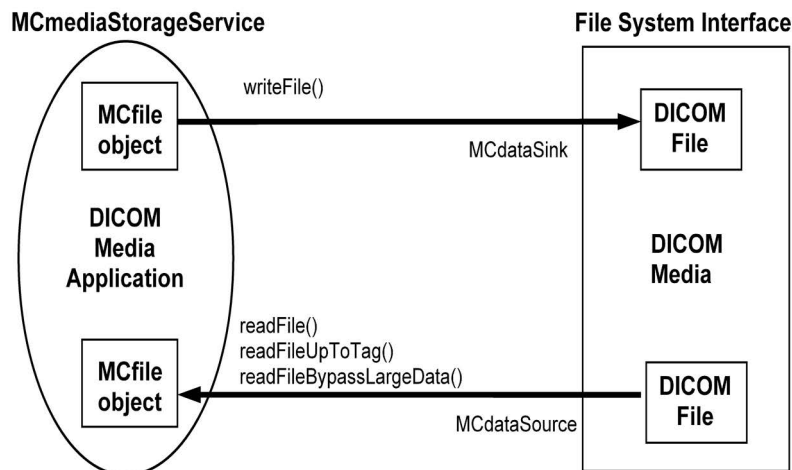 MCmediaStorageService
File System Interface
MCfile
object
writeFile()
MCdataSink
DICOM
File
DICOM
Media
Application
DICOM
Media
readFile()
readFileUpToTag()
readFileBypassLargeData()
MCfile
object
MCdataSource
DICOM
File